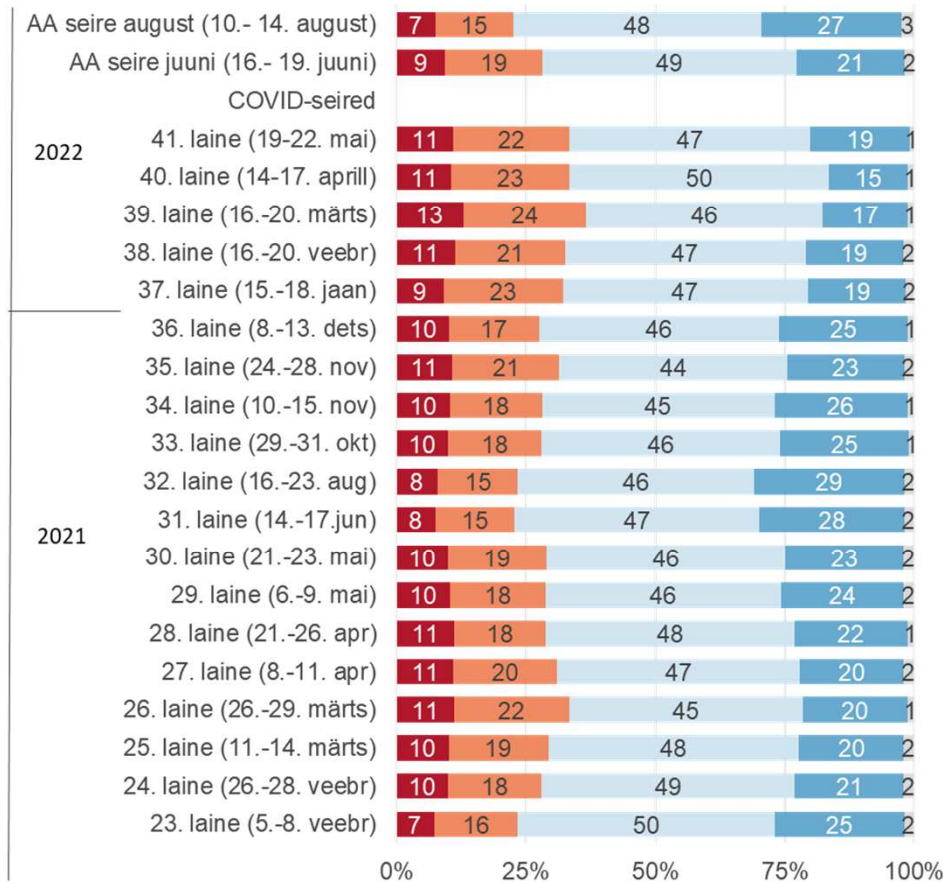 AA seire august (10.- 14. august) 7 15 48 27 3
AA seire juuni (16.- 19. juuni) 9 19 49 21 2
COVID-seired
2022
41. laine (19-22. mai) 11 22 47 19 1
40. laine (14-17. aprill) 11 23 50 15 1
39. laine (16.-20. märts) 13 24 46 17 1
38. laine (16.-20. veebr) 11 21 47 19 2
37. laine (15.-18. jaan) 9 23 47 19 2
36. laine (8.-13. dets) 10 17 46 25 1
35. laine (24.-28. nov) 11 21 44 23 2
34. laine (10.-15. nov) 10 18 45 26 1
33. laine (29.-31. okt) 10 18 46 25 1
32. laine (16.-23. aug) 8 15 46 29 2
31. laine (14.-17.jun) 8 15 47 28 2
2021
30. laine (21.-23. mai) 10 19 46 23 2
29. laine (6.-9. mai) 10 18 46 24 2
28. laine (21.-26. apr) 11 18 48 22 1
27. laine (8.-11. apr) 11 20 47 20 2
26. laine (26.-29. märts) 11 22 45 20 1
25. laine (11.-14. märts) 10 19 48 20 2
24. laine (26.-28. veebr) 10 18 49 21 2
23. laine (5.-8. veebr) 7 16 50 25 2
0% 25% 50% 75% 100%